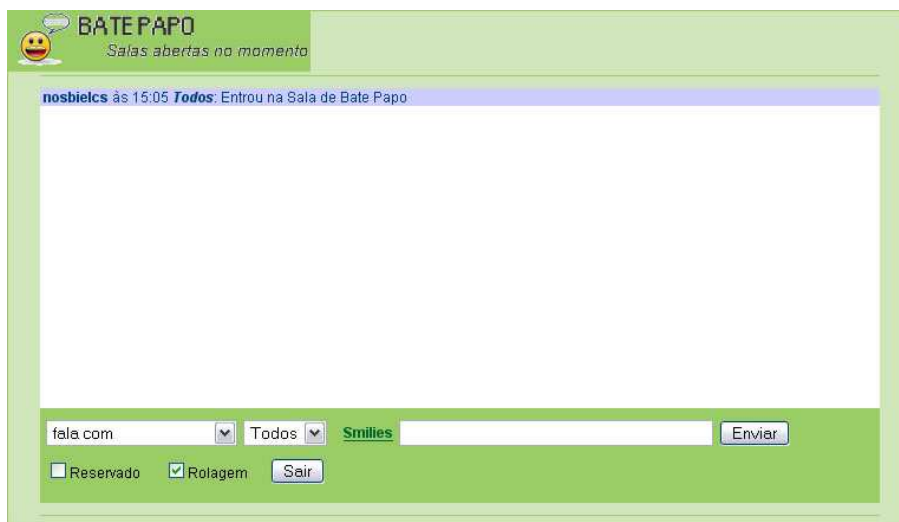 BATE PAPO
Salas abertas no momento
nosbielcs às 15:05 Todos: Entrou na Sala de Bate Papo
fala com Todos Smilies Enviar
Reservado Rolagem Sair